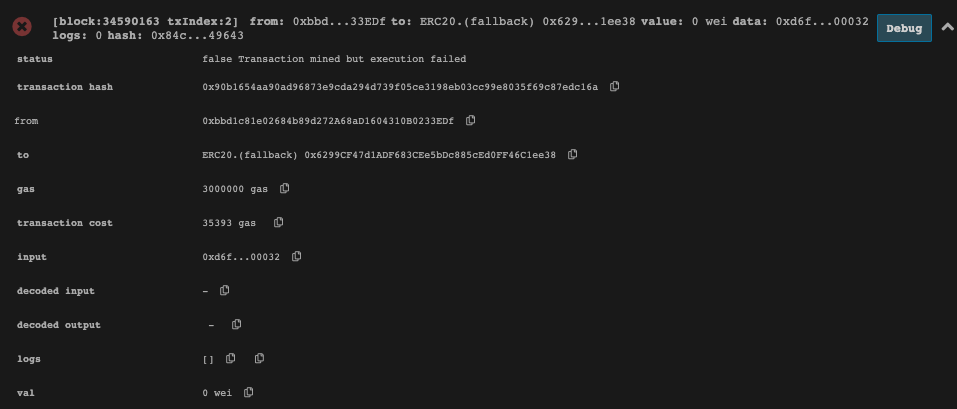 [block:34590163 txIndex:2] from: 0xbbd...33EDf to: ERC20.(fallback) 0x629...1ee38 value: 0 wei data: 0xd6f...00032
logs: 0 hash: 0x84c...49643
Debug
status false Transaction mined but execution failed
transaction hash 0x90b1654aa90ad96873e9cda294d739f05ce3198eb03cc99e8035f69c87edc16a
from 0xbbd1c81e02684b89d272A68aD1604310B0233EDf
to ERC20.(fallback) 0x6299CF47d1ADF683CEe5bDc885cEd0FF46C1ee38
gas 3000000 gas
transaction cost 35393 gas
input 0xd6f...00032
decoded input -
decoded output -
logs []
val 0 wei